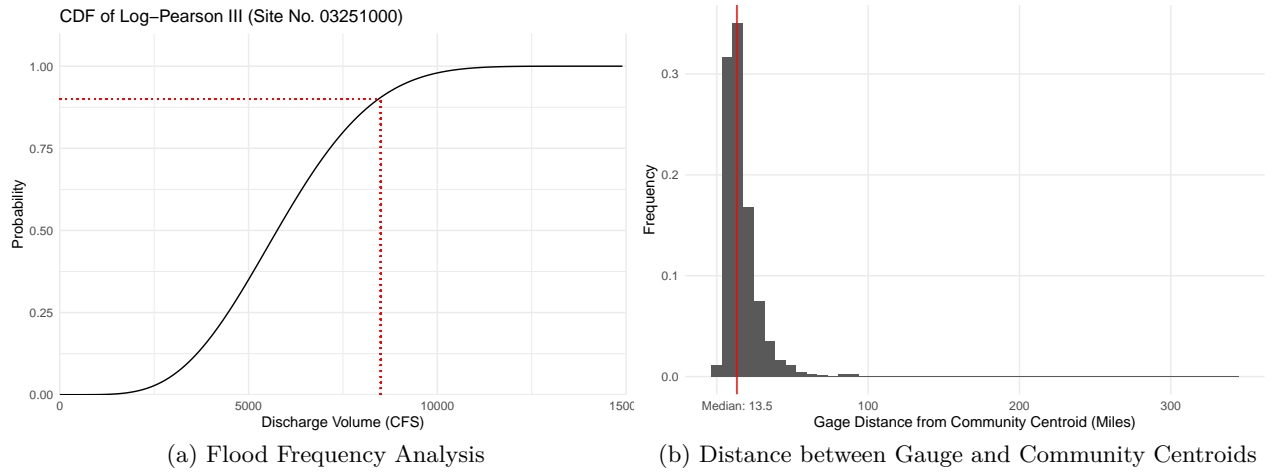 CDF of Log−Pearson III (Site No. 03251000)
1.00
0.75
0.50
0.25
0.00
Probability
0
5000
10000
1500
Discharge Volume (CFS)
(a) Flood Frequency Analysis
0.3
0.2
0.1
0.0
Frequency
Median: 13.5
100
200
300
Gage Distance from Community Centroid (Miles)
(b) Distance between Gauge and Community Centroids